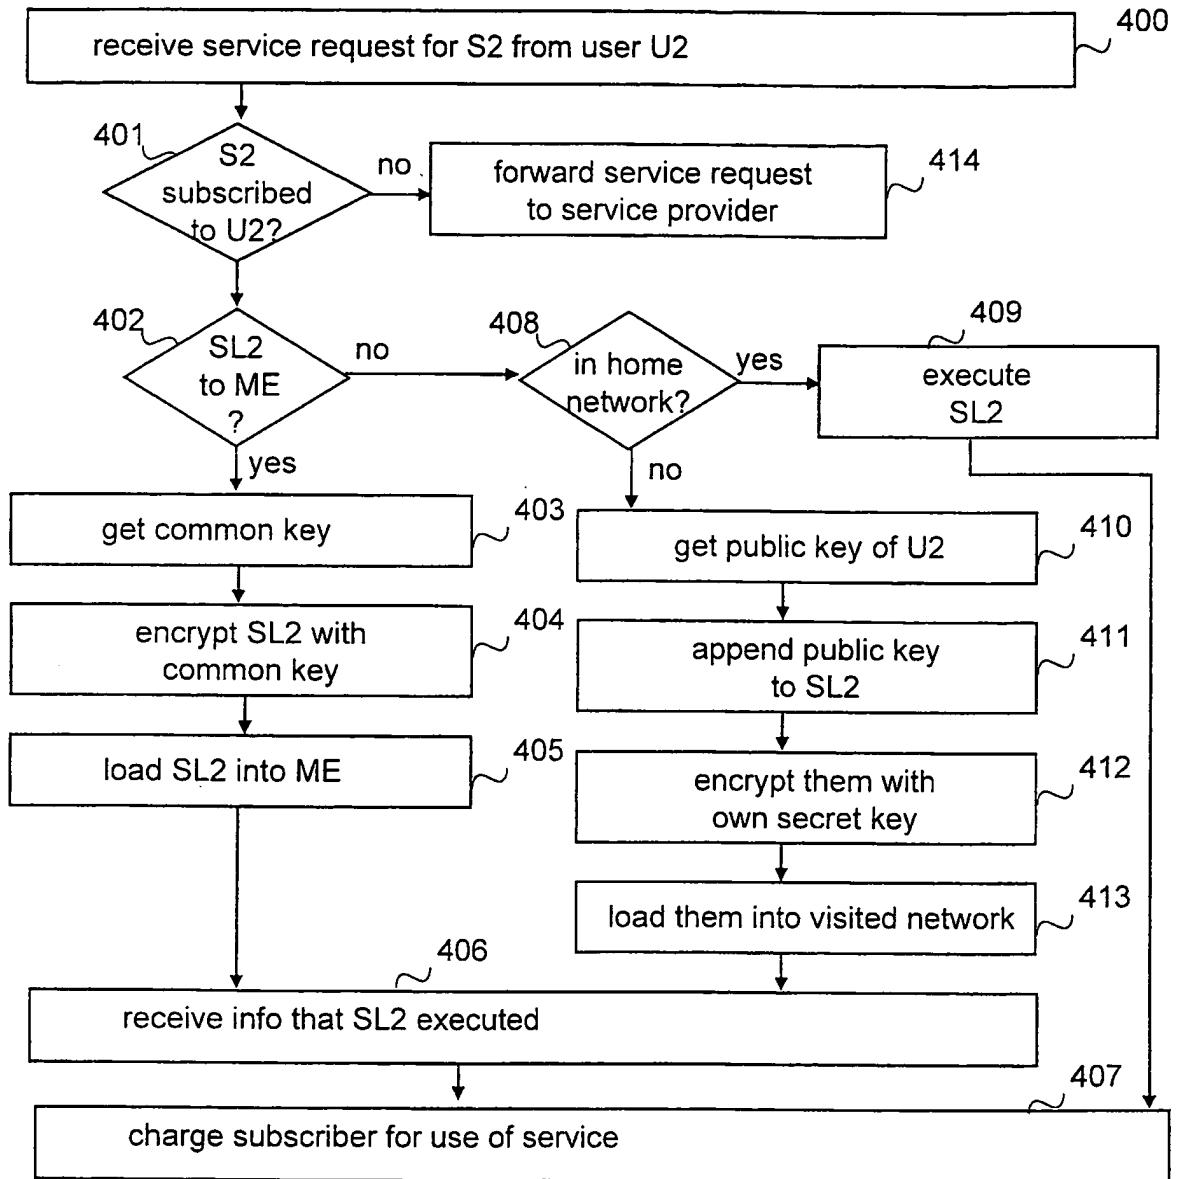 400
receive service request for S2 from user U2
401
S2
subscribed
to U2?
no
forward service request
to service provider
414
402
SL2
to ME
?
no
408
in home
network?
yes
409
execute
SL2
yes
no
get common key
403
get public key of U2
410
encrypt SL2 with
common key
404
append public key
to SL2
411
load SL2 into ME
405
encrypt them with
own secret key
412
load them into visited network
413
406
receive info that SL2 executed
407
charge subscriber for use of service